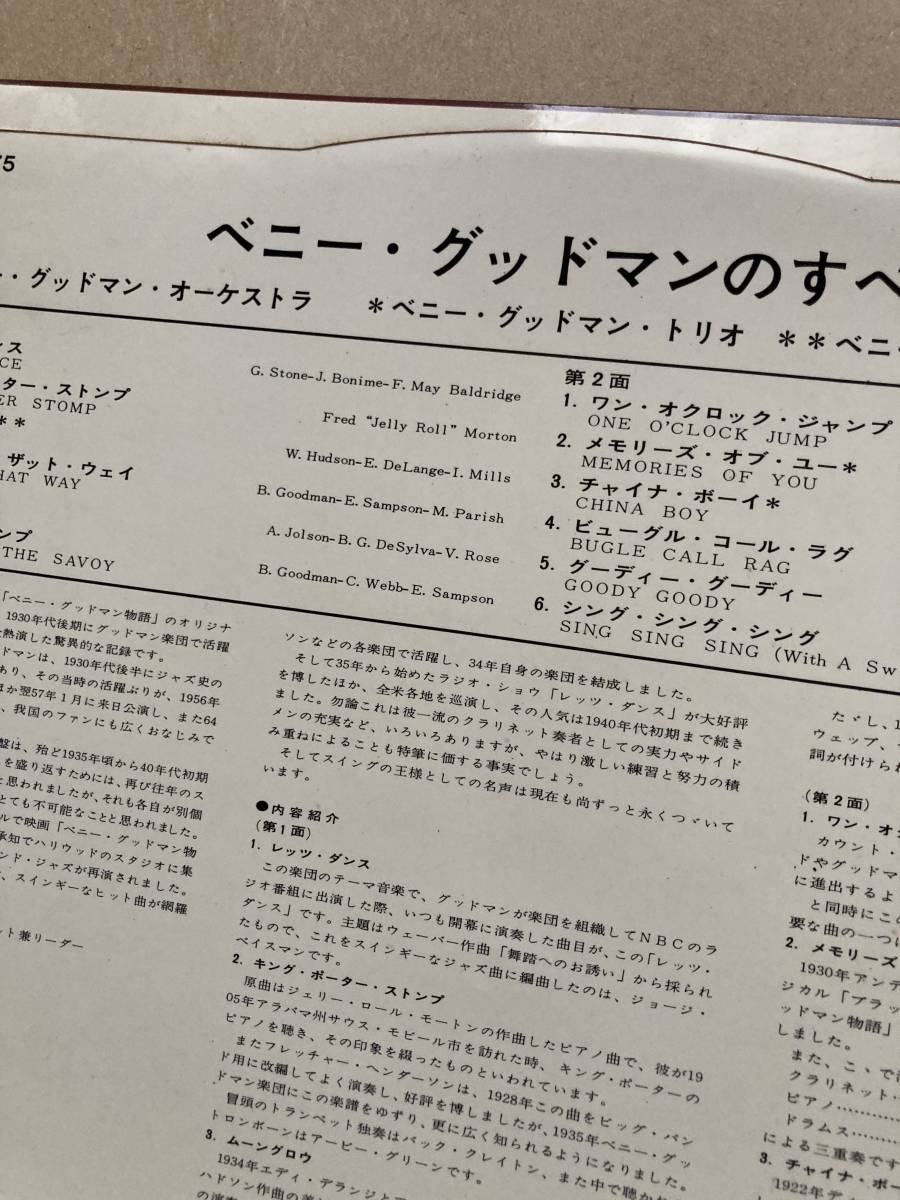 75
ベニー・グッドマンのすべ
ー・グッドマン・オーケストラ ＊ベニー・グッドマン・トリオ ＊＊ベニ
ンス
CE
G. Stone-J. Bonime-F. May Baldridge
ター・ストンプ
ER STOMP
Fred “Jelly Roll” Morton
＊＊
W. Hudson-E. DeLange-I. Mills
ザット・ウェイ
HAT WAY
B. Goodman-E. Sampson-M. Parish
A. Jolson-B. G. DeSylva-V. Rose
ンプ
THE SAVOY
B. Goodman-C. Webb-E. Sampson
第2面
1. ワン・オクロック・ジャンプ
ONE O'CLOCK JUMP
2. メモリーズ・オブ・ユー＊
MEMORIES OF YOU
3. チャイナ・ボーイ＊
CHINA BOY
4. ビューグル・コール・ラグ
BUGLE CALL RAG
5. グーディー・グーディー
GOODY GOODY
6. シング・シング・シング
SING SING SING (With A Sw
「ベニー・グッドマン物語」のオリジナ
1930年代後期にグッドマン楽団で活躍
熱演した驚異的な記録です。
ドマンは、1930年代後半にジャズ史の
あり、その当時の活躍ぶりが、1956年
ほか翌57年1月に来日公演し、また64
、我国のファンにも広くおなじみで
盤は、殆ど1935年頃から40年代初期
を盛り返すためには、再び往年のス
と思われましたが、それも各自が別個
とても不可能なことと思われました。
ルで映画「ベニー・グッドマン物
承知でハリウッドのスタジオに集
ンド・ジャズが再演されました。
、スインギーなヒット曲が網羅
ット兼リーダー
ソンなどの各楽団で活躍し、34年自身の楽団を結成しました。
そして35年から始めたラジオ・ショウ「レッツ・ダンス」が大好評
を博したほか、全米各地を巡演し、その人気は1940年代初期まで続き
ました。勿論これは彼一流のクラリネット奏者としての実力やサイド
メンの充実など、いろいろありますが、やはり激しい練習と努力の積
み重ねによることも特筆に価する事実でしょう。
そしてスイングの王様としての名声は現在も尚ずっと永くつゞいて
います。
●内容紹介
(第1面)
1. レッツ・ダンス
この楽団のテーマ音楽で、グッドマンが楽団を組織してNBCのラ
ジオ番組に出演した際、いつも開幕に演奏した曲目が、この「レッツ・
ダンス」です。主題はウェーバー作曲「舞踏へのお誘い」から採られ
たもので、これをスインギーなジャズ曲に編曲したのは、ジョージ・
ベイスマンです。
2. キング・ポーター・ストンプ
原曲はジェリー・ロール・モートンの作曲したピアノ曲で、彼が19
05年アラバマ州サウス・モビール市を訪れた時、キング・ポーターの
ピアノを聴き、その印象を綴ったものといわれています。
またフレッチャー・ヘンダーソンは、1928年この曲をビッグ・バン
ド用に改編してよく演奏し、好評を博しましたが、1935年ベニー・グッ
ドマン楽団にこの楽譜をゆずり、更に広く知られるようになりました。
冒頭のトランペット独奏はバック・クレイトン、また中で聴かれ
トロンボーンはアービー・グリーンです。
3. ムーングロウ
1934年エディ・デランジと
ハドソン作曲の
の演奏
たゞし、1
ウェッブ、
詞が付けられ
(第2面)
1. ワン・オ
カウント・
ドやグッドマ
に進出するよ
と同時にこの
要な曲の一つに
2. メモリーズ
1930年アンデ
ジカル「ブラッ
ッドマン物語」
しました。
また、こゝで
クラリネット…
ピアノ………
ドラムス……
による三重奏です
3. チャイナ・ボー
1922年デ